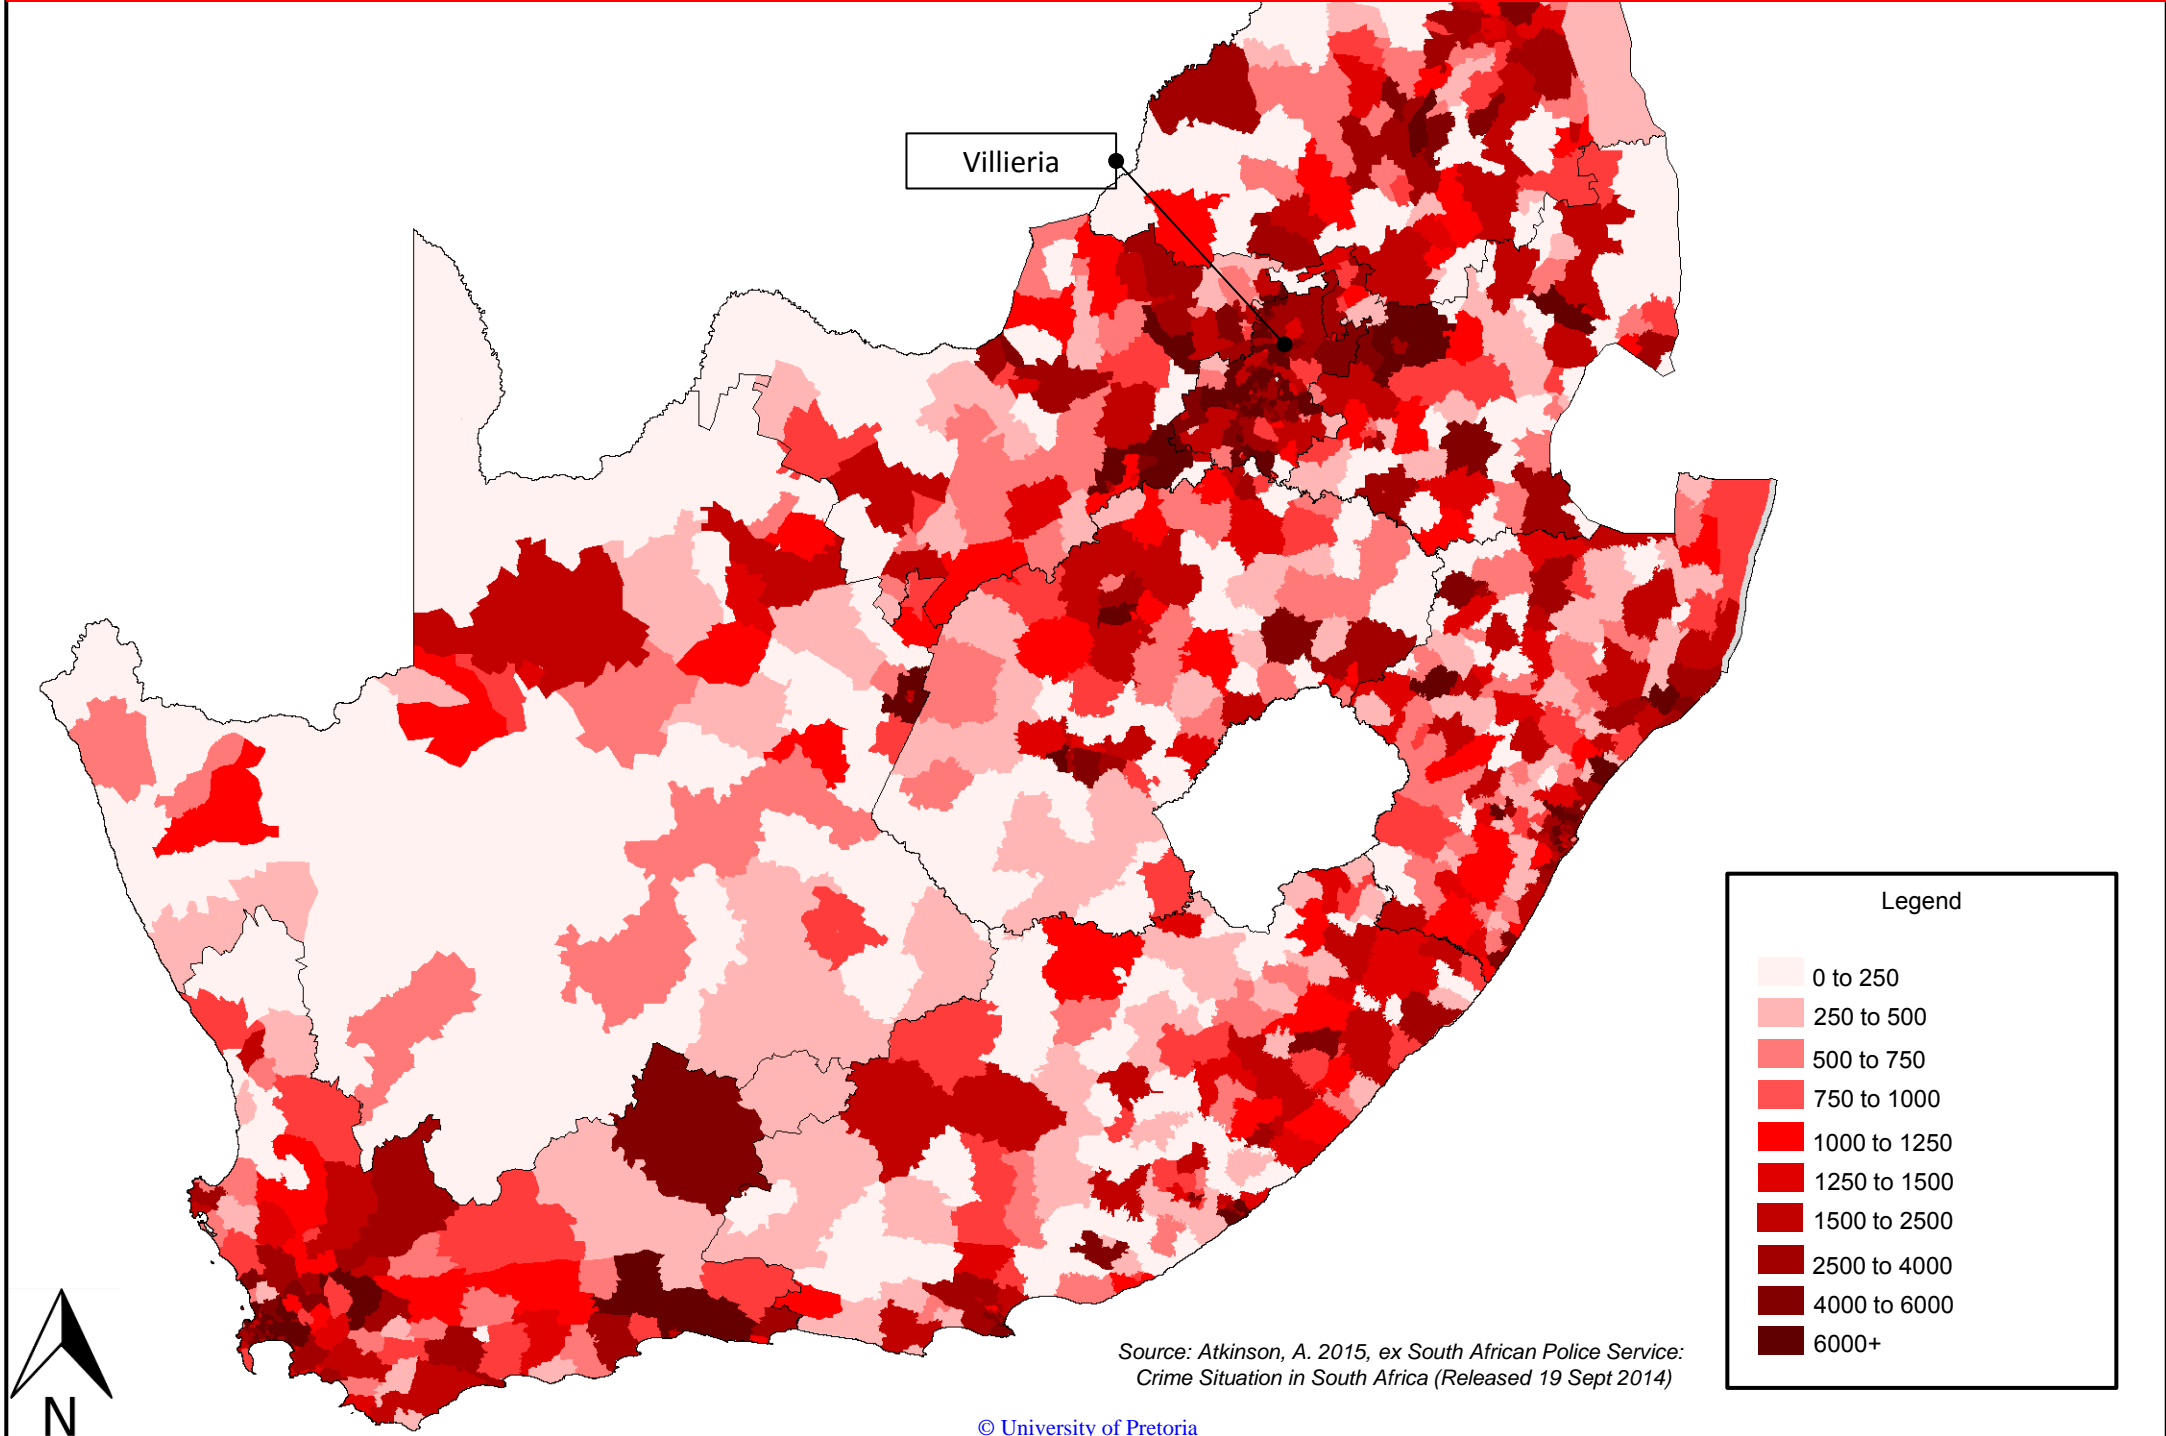 Villieria
Legend
0 to 250
250 to 500
500 to 750
750 to 1000
1000 to 1250
1250 to 1500
1500 to 2500
2500 to 4000
4000 to 6000
6000+
Source: Atkinson, A. 2015, ex South African Police Service:
Crime Situation in South Africa (Released 19 Sept 2014)
N
© University of Pretoria